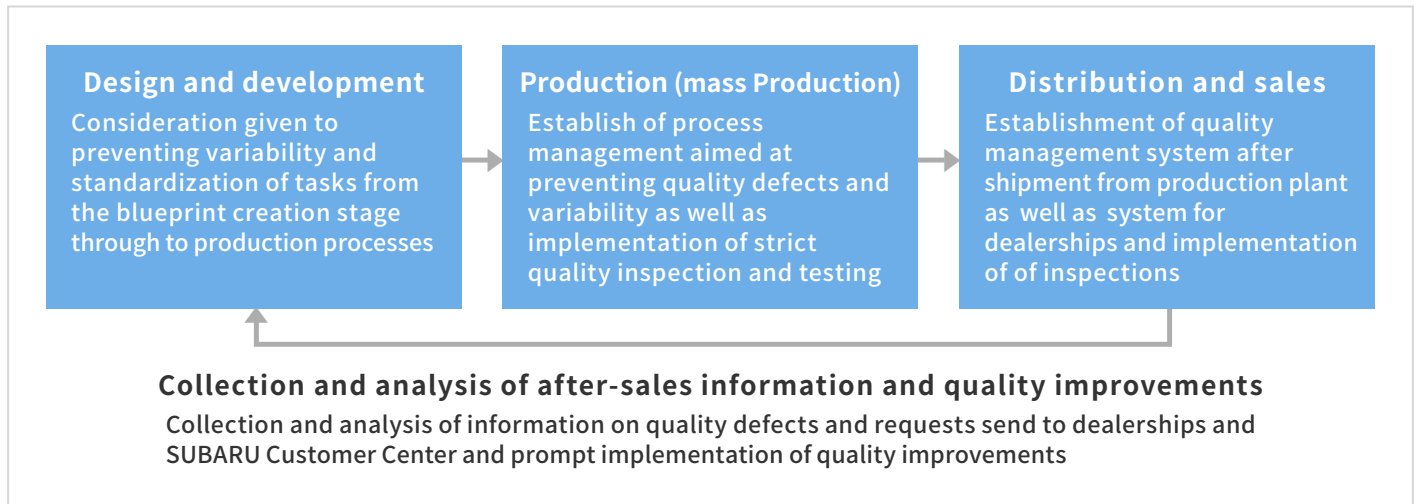 Design and development
Consideration given to
preventing variability and
standardization of tasks from
the blueprint creation stage
through to production processes
Production (mass Production)
Establish of process
management aimed at
preventing quality defects and
variability as well as
implementation of strict
quality inspection and testing
Distribution and sales
Establishment of quality
management system after
shipment from production plant
as well as system for
dealerships and implementation
of of inspections
Collection and analysis of after-sales information and quality improvements
Collection and analysis of information on quality defects and requests send to dealerships and
SUBARU Customer Center and prompt implementation of quality improvements